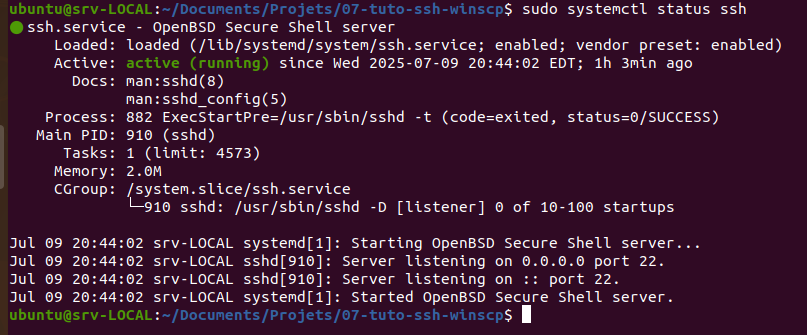 ubuntu@srv-LOCAL:~/Documents/Projets/07-tuto-ssh-winscp$ sudo systemctl status ssh
● ssh.service - OpenBSD Secure Shell server
     Loaded: loaded (/lib/systemd/system/ssh.service; enabled; vendor preset: enabled)
     Active: active (running) since Wed 2025-07-09 20:44:02 EDT; 1h 3min ago
       Docs: man:sshd(8)
             man:sshd_config(5)
    Process: 882 ExecStartPre=/usr/sbin/sshd -t (code=exited, status=0/SUCCESS)
   Main PID: 910 (sshd)
      Tasks: 1 (limit: 4573)
     Memory: 2.0M
     CGroup: /system.slice/ssh.service
             └─910 sshd: /usr/sbin/sshd -D [listener] 0 of 10-100 startups

Jul 09 20:44:02 srv-LOCAL systemd[1]: Starting OpenBSD Secure Shell server...
Jul 09 20:44:02 srv-LOCAL sshd[910]: Server listening on 0.0.0.0 port 22.
Jul 09 20:44:02 srv-LOCAL sshd[910]: Server listening on :: port 22.
Jul 09 20:44:02 srv-LOCAL systemd[1]: Started OpenBSD Secure Shell server.
ubuntu@srv-LOCAL:~/Documents/Projets/07-tuto-ssh-winscp$